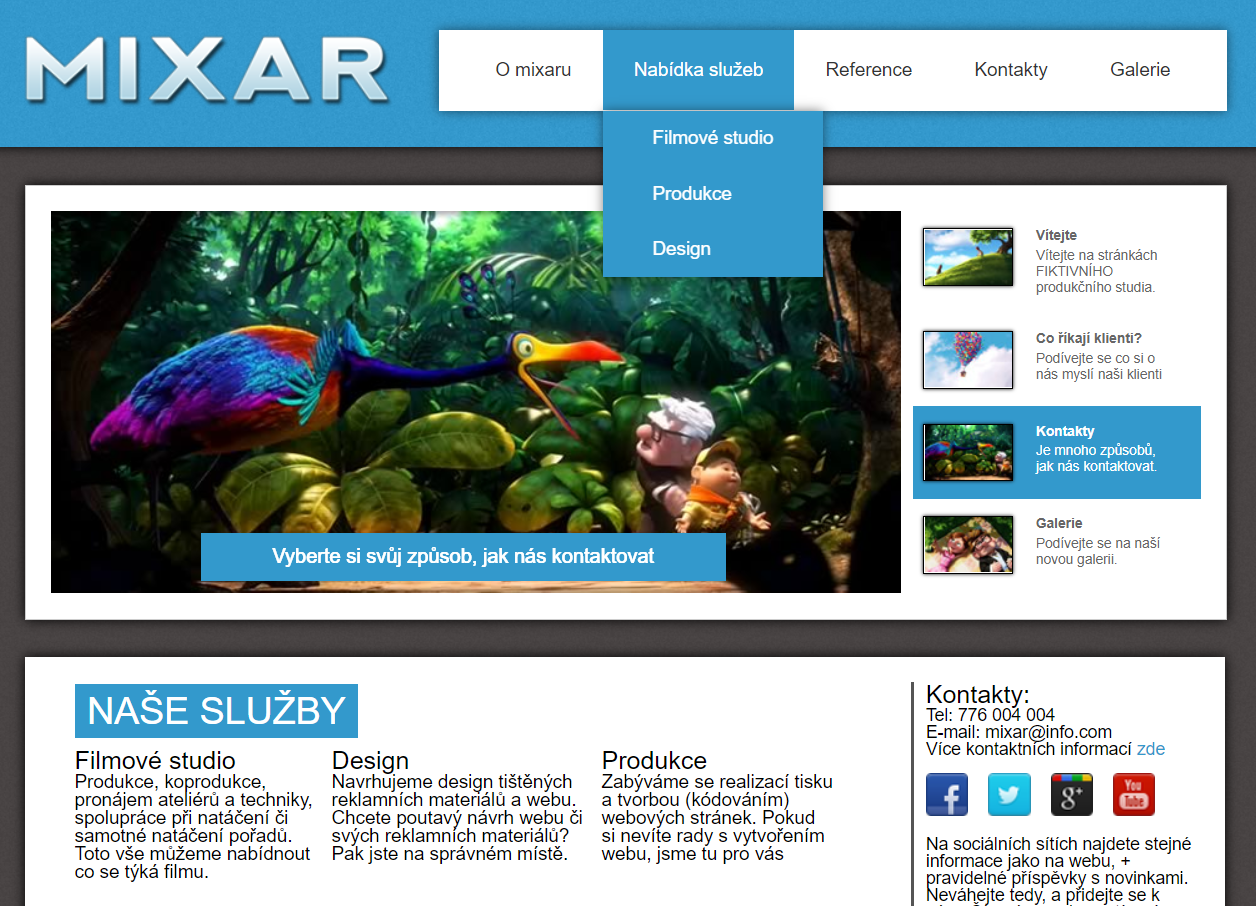 MIXAR
O mixaru
Nabídka služeb
Reference
Kontakty
Galerie
Filmové studio
Produkce
Design
Vítejte
Vítejte na stránkách
FIKTIVNÍHO
produkčního studia.
Co říkají klienti?
Podívejte se co si o
nás myslí naši klienti
Kontakty
Je mnoho způsobů,
jak nás kontaktovat.
Galerie
Podívejte se na naší
novou galerii.
Vyberte si svůj způsob, jak nás kontaktovat
NAŠE SLUŽBY
Filmové studio
Produkce, koprodukce,
pronájem ateliérů a techniky,
spolupráce při natáčení či
samotné natáčení pořadů.
Toto vše můžeme nabídnout
co se týká filmu.
Design
Navrhujeme design tištěných
reklamních materiálů a webu.
Chcete poutavý návrh webu či
svých reklamních materiálů?
Pak jste na správném místě.
Produkce
Zabýváme se realizací tisku
a tvorbou (kódováním)
webových stránek. Pokud
si nevíte rady s vytvořením
webu, jsme tu pro vás
Kontakty:
Tel: 776 004 004
E-mail: mixar@info.com
Více kontaktních informací zde
f
g+
You
Tube
Na sociálních sítích najdete stejné
informace jako na webu, +
pravidelné příspěvky s novinkami.
Neváhejte tedy, a přidejte se k